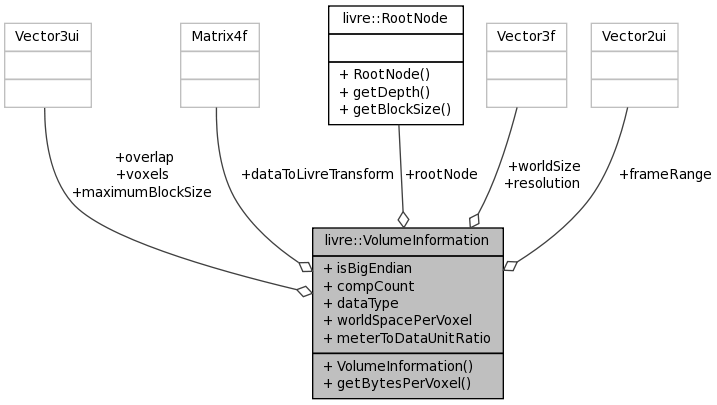 Vector3ui
Matrix4f
livre::RootNode
+ RootNode()
+ getDepth()
+ getBlockSize()
Vector3f
Vector2ui
+overlap
+voxels
+maximumBlockSize
+dataToLivreTransform
+rootNode
+worldSize
+resolution
+frameRange
livre::VolumeInformation
+ isBigEndian
+ compCount
+ dataType
+ worldSpacePerVoxel
+ meterToDataUnitRatio
+ VolumeInformation()
+ getBytesPerVoxel()